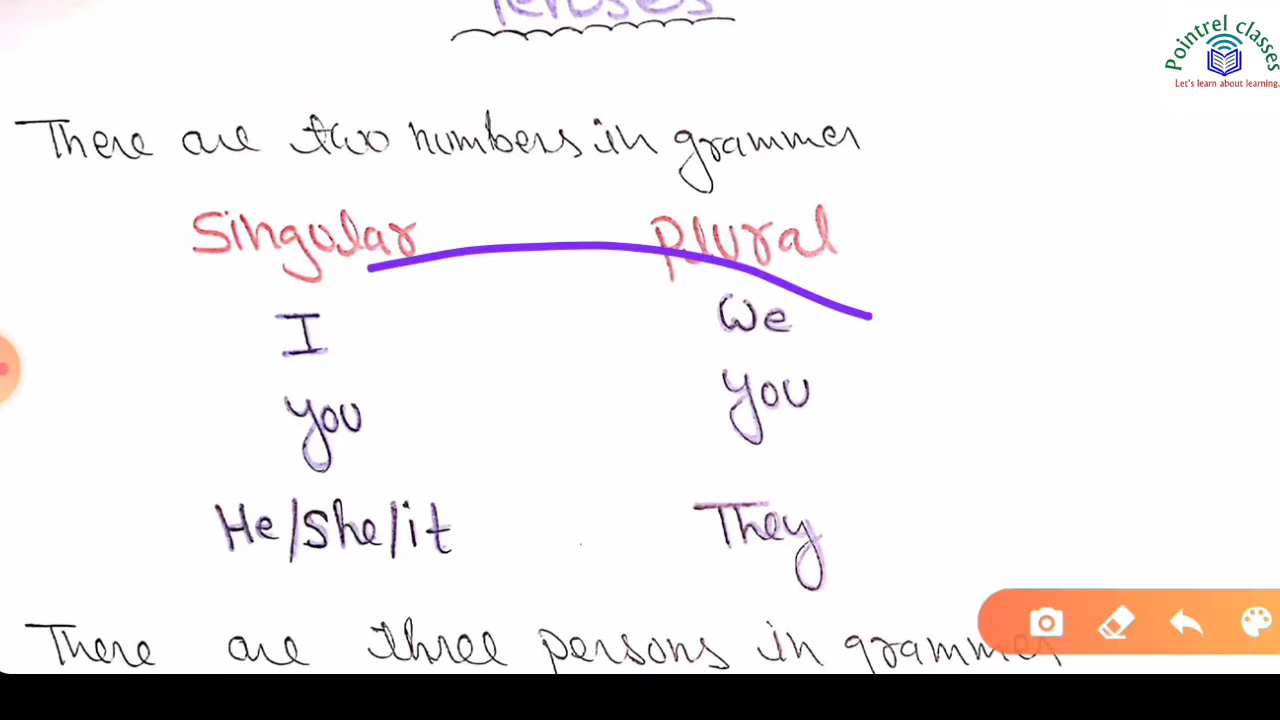 Tenses
Pointrel classes
Let's learn about learning.
There are two numbers in grammer
Singular Plural
I We
you you
He/She/it They
There are three persons in grammer